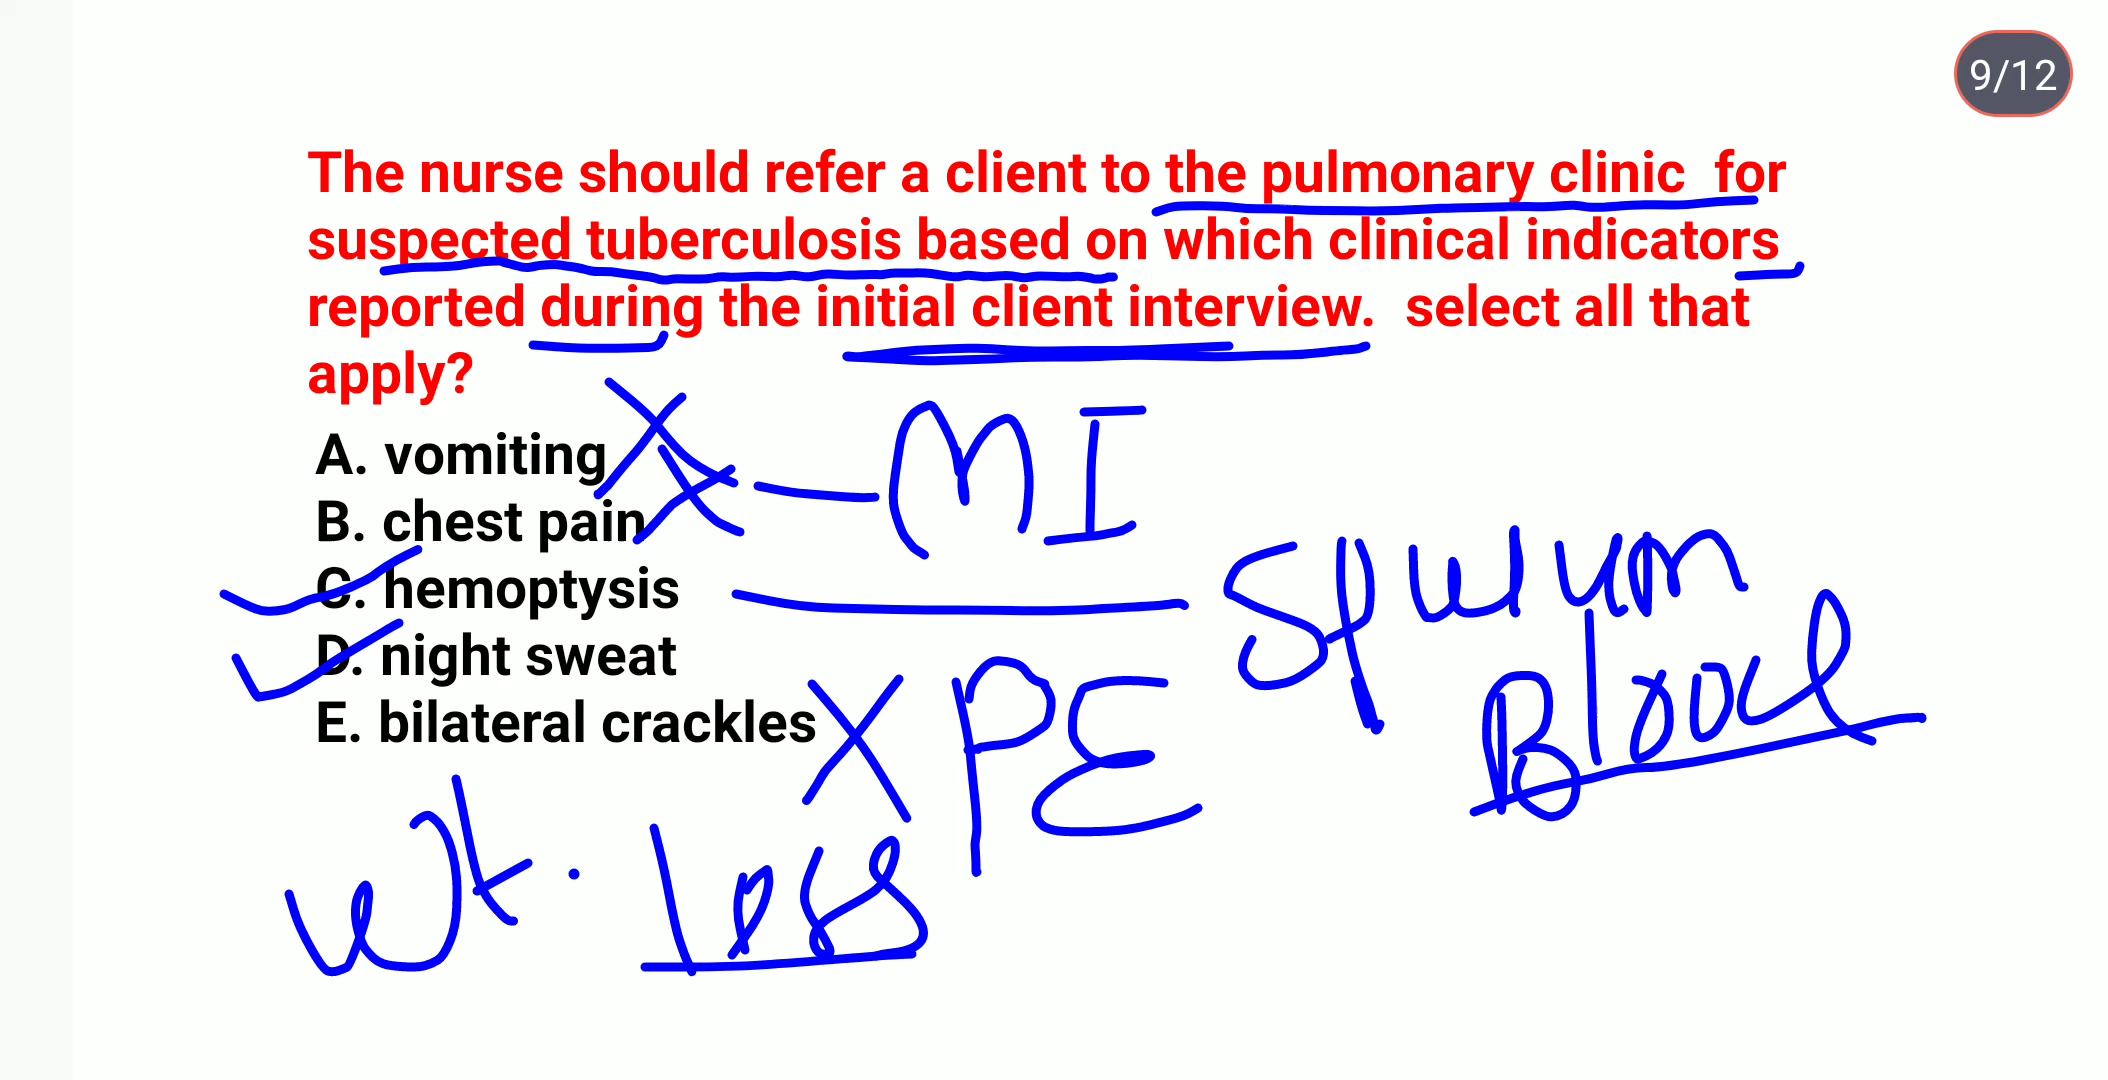 9/12
The nurse should refer a client to the pulmonary clinic for
suspected tuberculosis based on which clinical indicators
reported during the initial client interview. select all that
apply?
A. vomiting
B. chest pain
MI
C. hemoptysis
Sputum
Blood
D. night sweat
E. bilateral crackles
PE
wt. loss